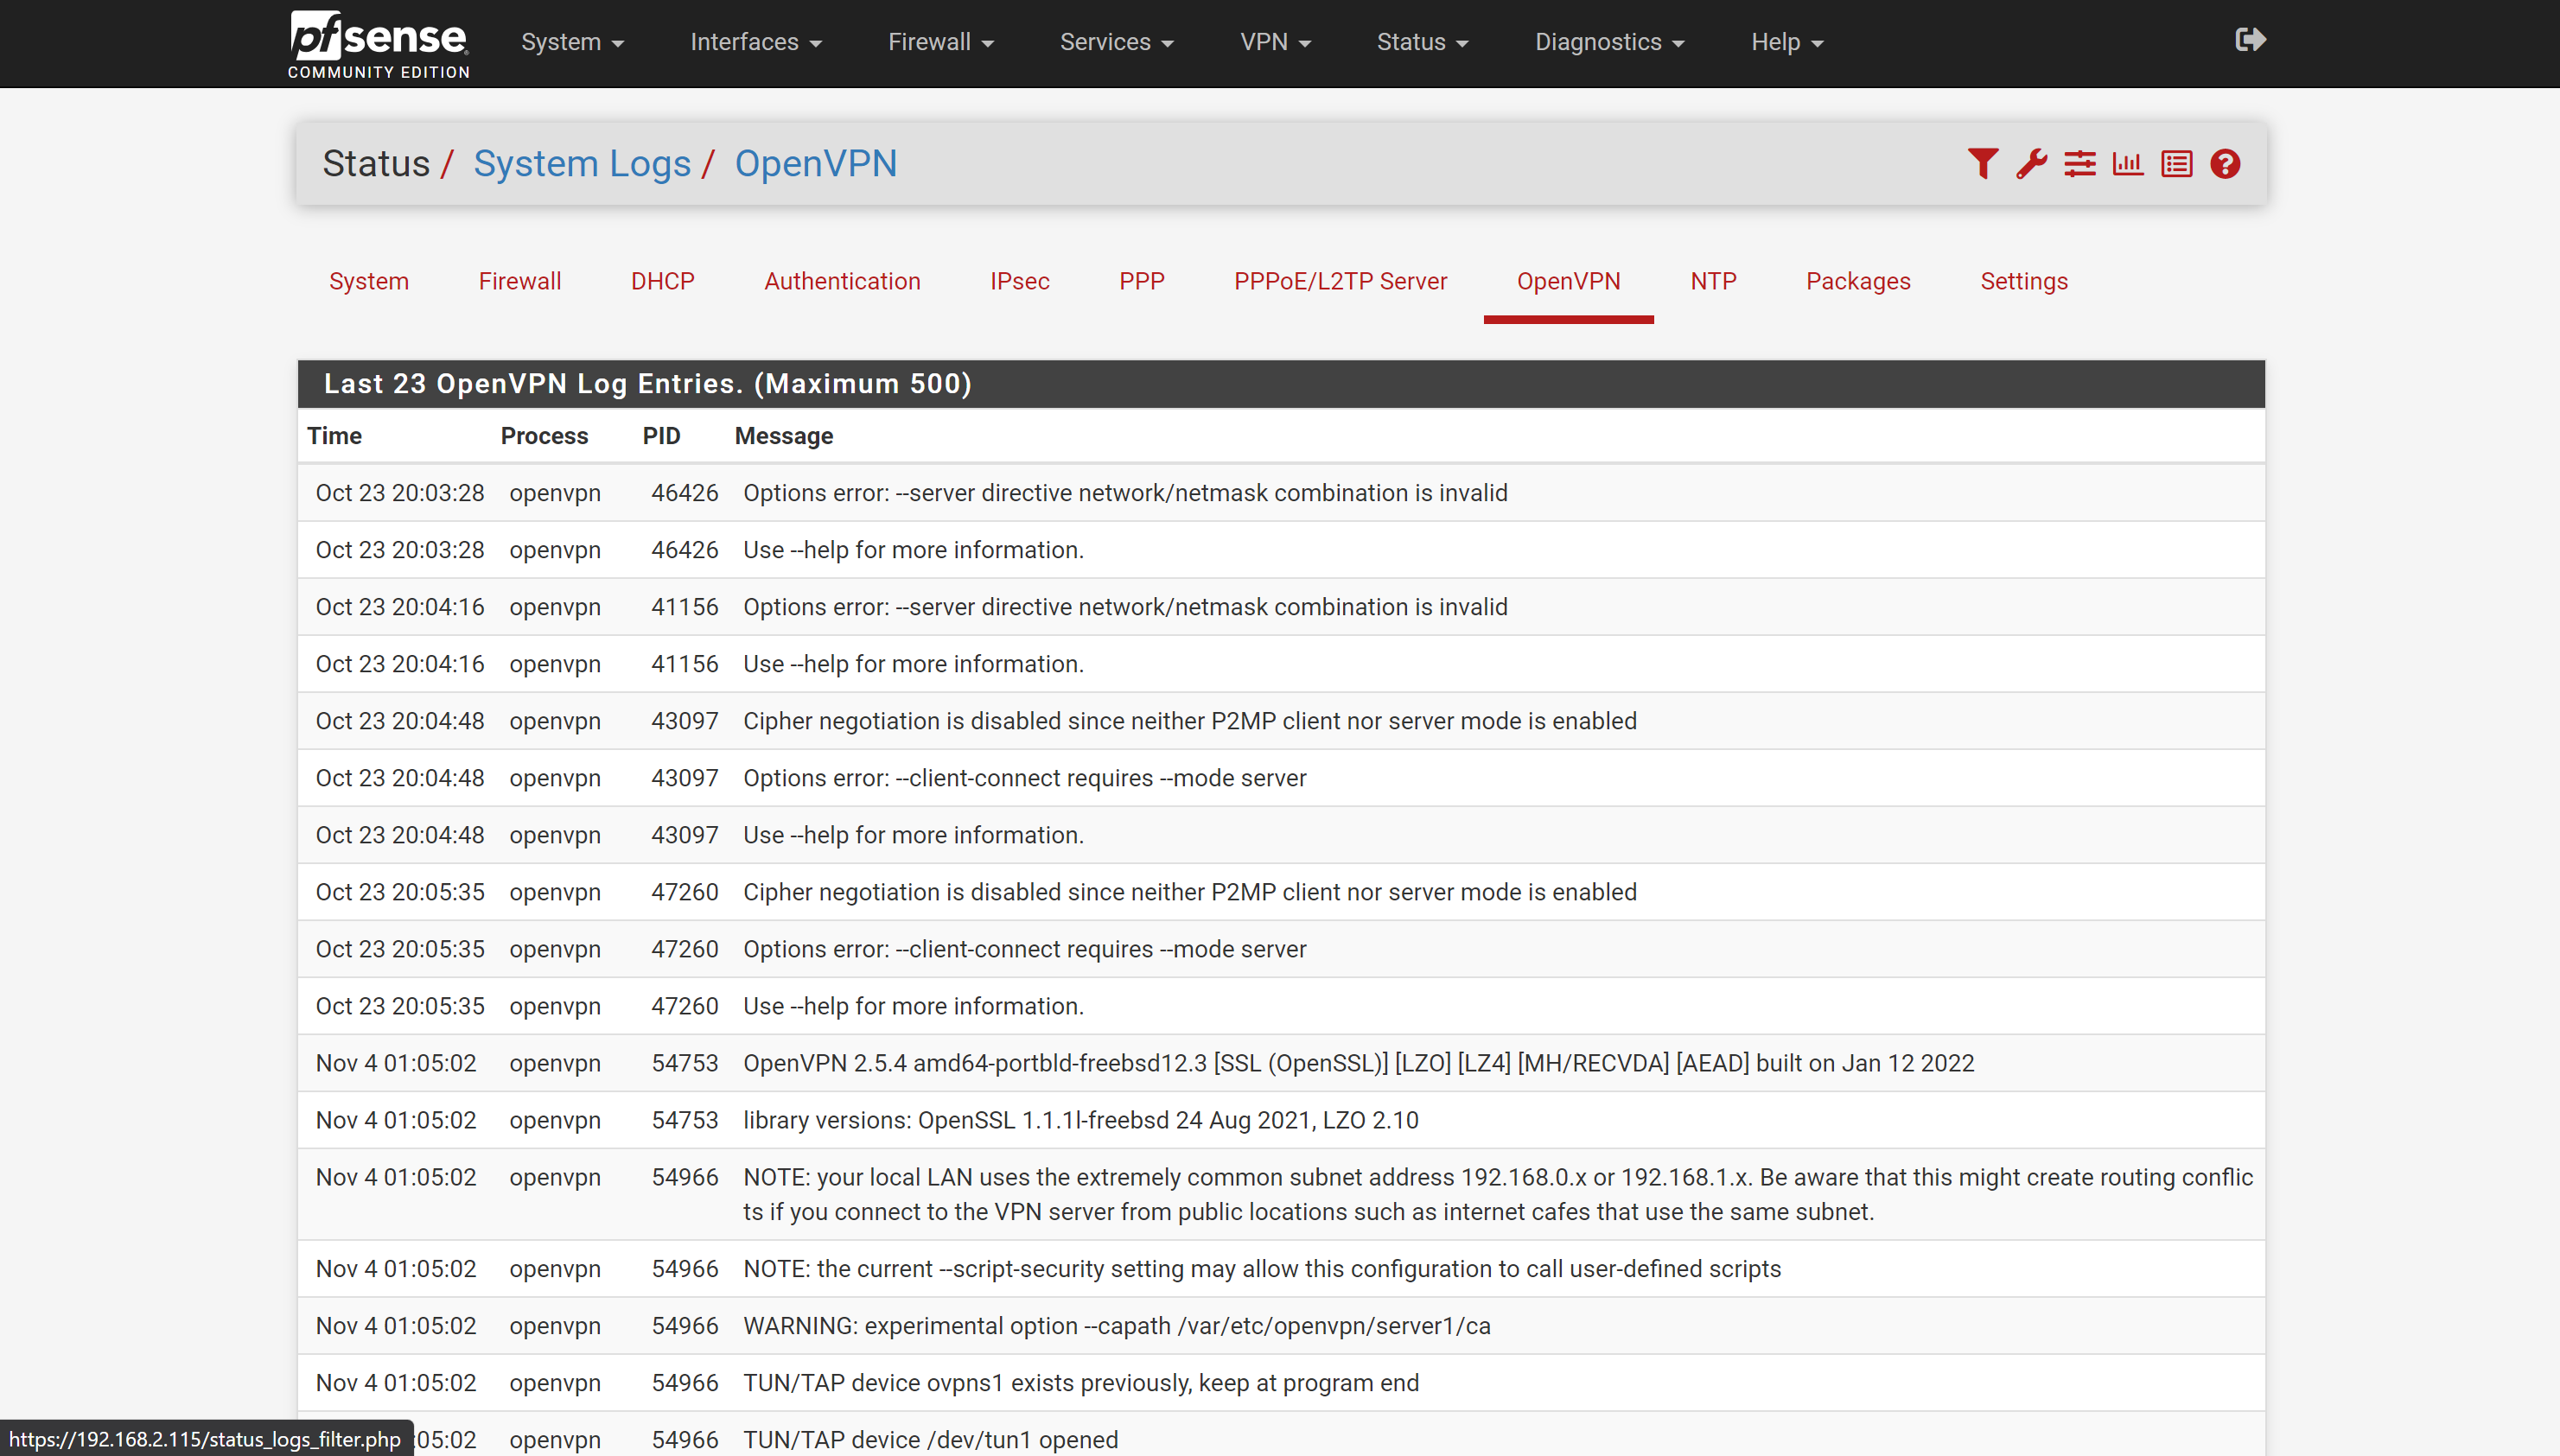 pfsense
COMMUNITY EDITION
System Interfaces Firewall Services VPN Status Diagnostics Help
Status / System Logs / OpenVPN
System Firewall DHCP Authentication IPsec PPP PPPoE/L2TP Server OpenVPN NTP Packages Settings
Last 23 OpenVPN Log Entries. (Maximum 500)
Time Process PID Message
Oct 23 20:03:28 openvpn 46426 Options error: --server directive network/netmask combination is invalid
Oct 23 20:03:28 openvpn 46426 Use --help for more information.
Oct 23 20:04:16 openvpn 41156 Options error: --server directive network/netmask combination is invalid
Oct 23 20:04:16 openvpn 41156 Use --help for more information.
Oct 23 20:04:48 openvpn 43097 Cipher negotiation is disabled since neither P2MP client nor server mode is enabled
Oct 23 20:04:48 openvpn 43097 Options error: --client-connect requires --mode server
Oct 23 20:04:48 openvpn 43097 Use --help for more information.
Oct 23 20:05:35 openvpn 47260 Cipher negotiation is disabled since neither P2MP client nor server mode is enabled
Oct 23 20:05:35 openvpn 47260 Options error: --client-connect requires --mode server
Oct 23 20:05:35 openvpn 47260 Use --help for more information.
Nov 4 01:05:02 openvpn 54753 OpenVPN 2.5.4 amd64-portbld-freebsd12.3 [SSL (OpenSSL)] [LZO] [LZ4] [MH/RECVDA] [AEAD] built on Jan 12 2022
Nov 4 01:05:02 openvpn 54753 library versions: OpenSSL 1.1.1l-freebsd 24 Aug 2021, LZO 2.10
Nov 4 01:05:02 openvpn 54966 NOTE: your local LAN uses the extremely common subnet address 192.168.0.x or 192.168.1.x. Be aware that this might create routing conflic
ts if you connect to the VPN server from public locations such as internet cafes that use the same subnet.
Nov 4 01:05:02 openvpn 54966 NOTE: the current --script-security setting may allow this configuration to call user-defined scripts
Nov 4 01:05:02 openvpn 54966 WARNING: experimental option --capath /var/etc/openvpn/server1/ca
Nov 4 01:05:02 openvpn 54966 TUN/TAP device ovpns1 exists previously, keep at program end
:05:02 openvpn 54966 TUN/TAP device /dev/tun1 opened
https://192.168.2.115/status_logs_filter.php